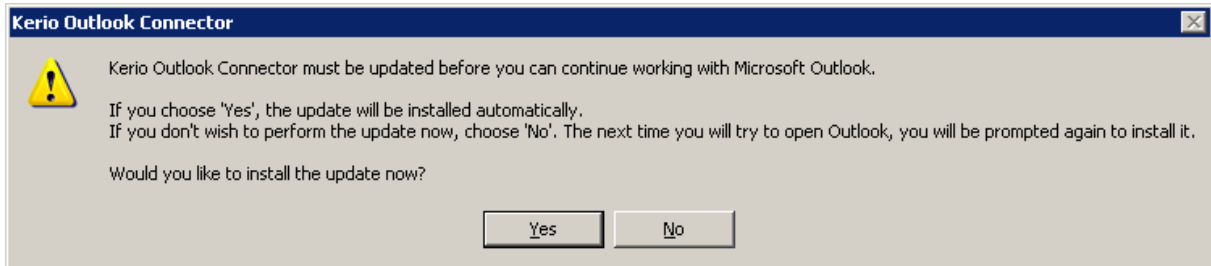 Kerio Outlook Connector
Kerio Outlook Connector must be updated before you can continue working with Microsoft Outlook.
If you choose 'Yes', the update will be installed automatically.
If you don't wish to perform the update now, choose 'No'. The next time you will try to open Outlook, you will be prompted again to install it.
Would you like to install the update now?
Yes
No